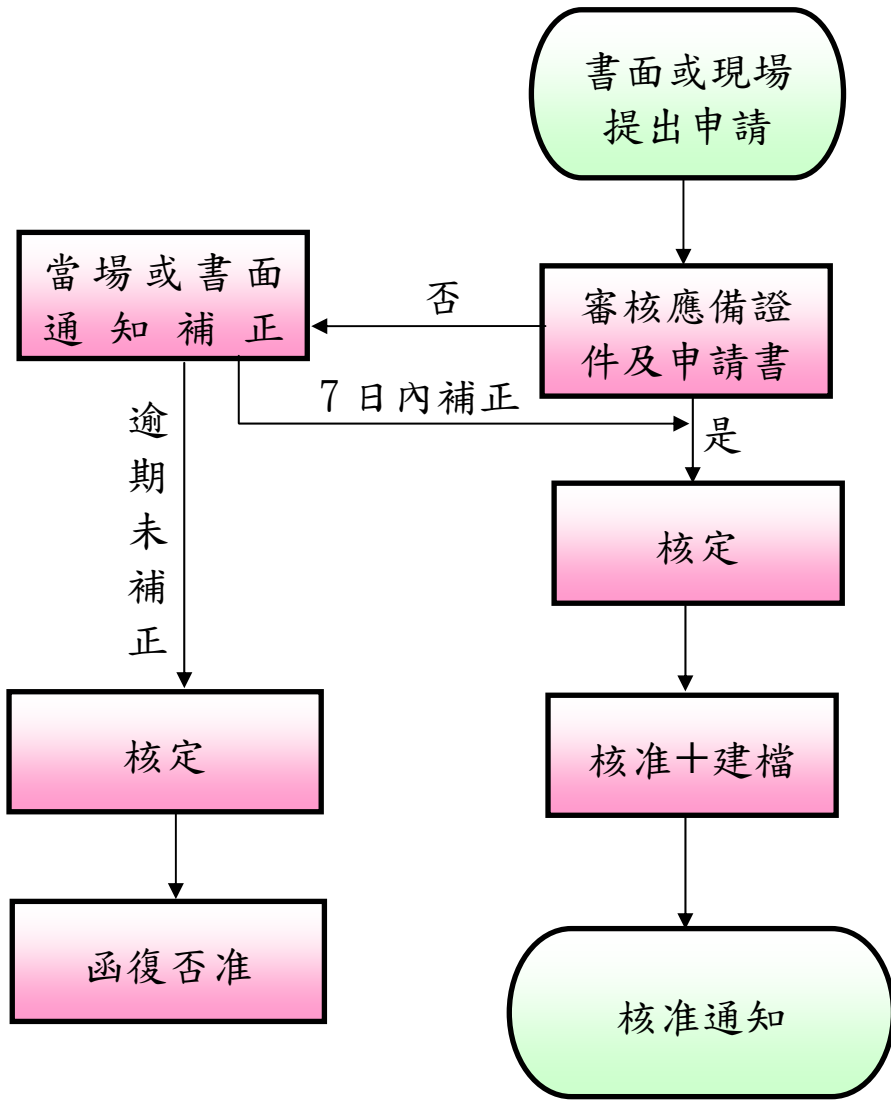 書面或現場
提出申請
當場或書面
通知補正
否
審核應備證
件及申請書
7日內補正
是
逾期未補正
核定
核定
核准＋建檔
函復否准
核准通知